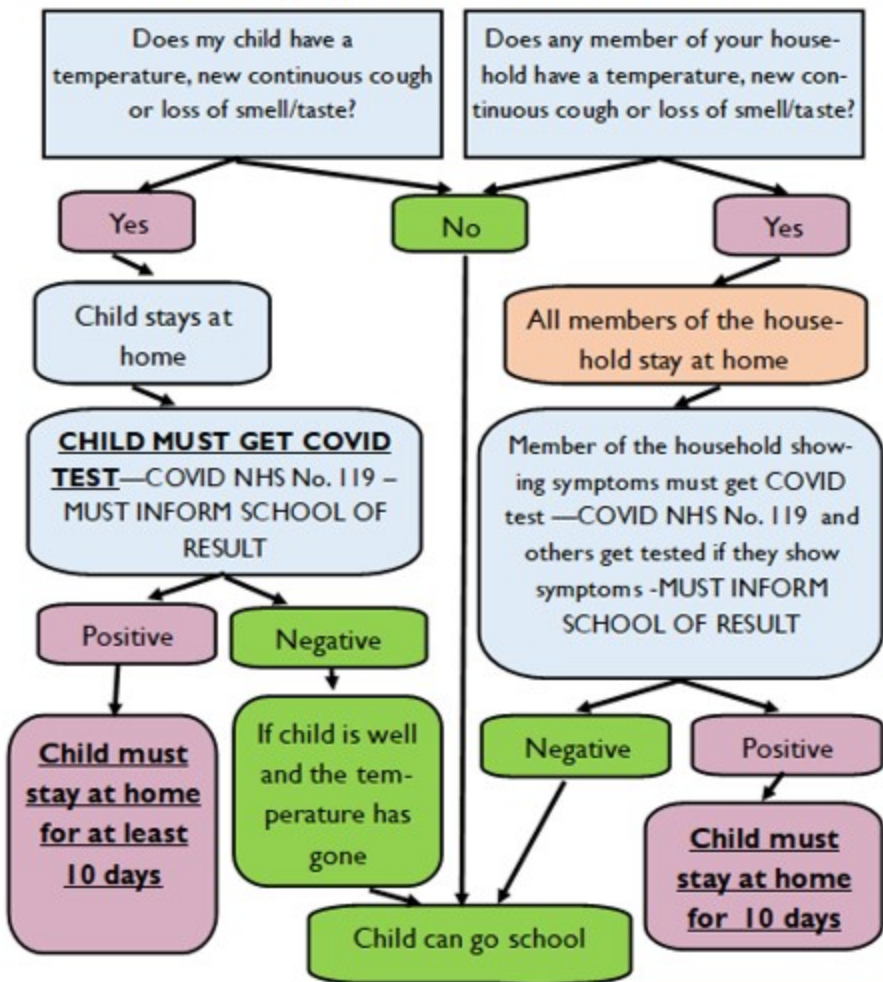 Does my child have a
temperature, new continuous cough
or loss of smell/taste?
Does any member of your house-
hold have a temperature, new con-
tinuous cough or loss of smell/taste?
Yes
No
Yes
Child stays at
home
All members of the house-
hold stay at home
CHILD MUST GET COVID
TEST—COVID NHS No. 119 –
MUST INFORM SCHOOL OF
RESULT
Member of the household show-
ing symptoms must get COVID
test —COVID NHS No. 119 and
others get tested if they show
symptoms -MUST INFORM
SCHOOL OF RESULT
Positive
Negative
Child must
stay at home
for at least
10 days
If child is well
and the tem-
perature has
gone
Negative
Positive
Child must
stay at home
for 10 days
Child can go school